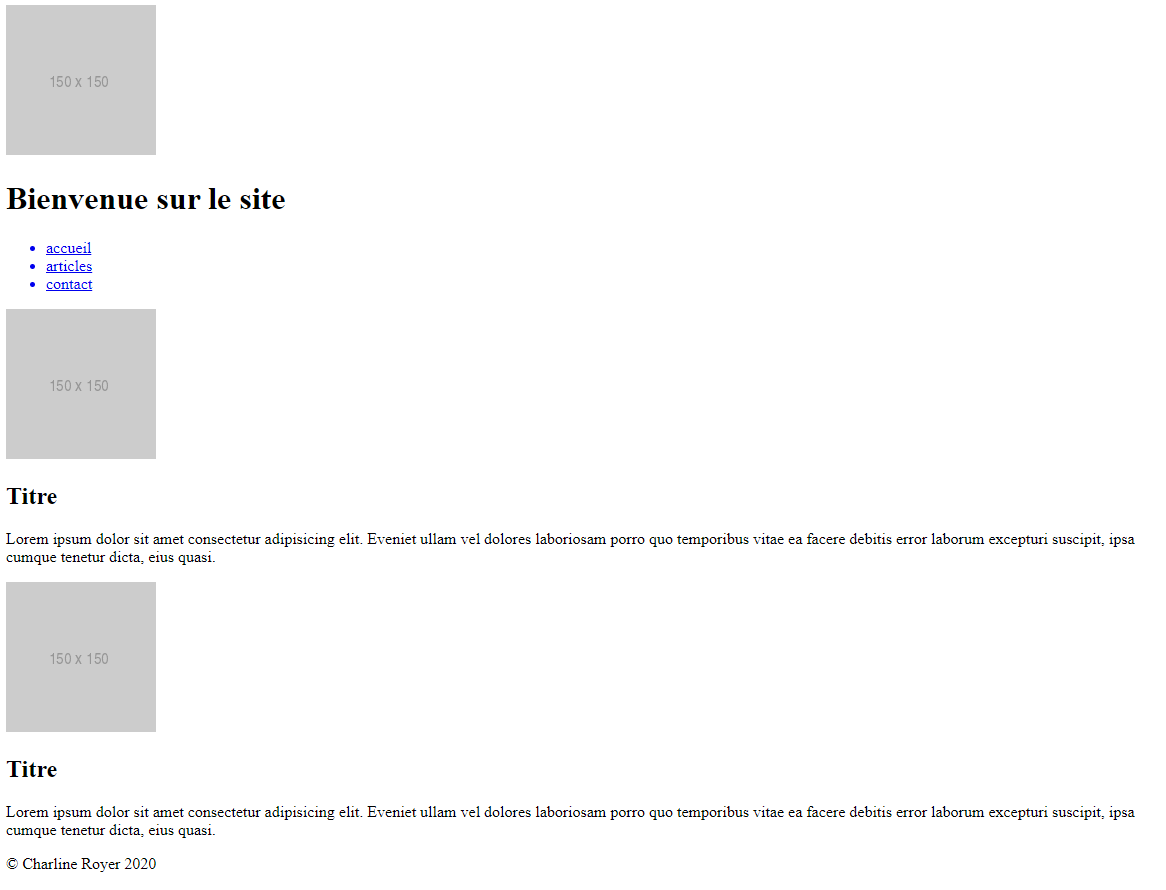 150 x 150
Bienvenue sur le site
accueil
articles
contact
150 x 150
Titre
Lorem ipsum dolor sit amet consectetur adipisicing elit. Eveniet ullam vel dolores laboriosam porro quo temporibus vitae ea facere debitis error laborum excepturi suscipit, ipsa
cumque tenetur dicta, eius quasi.
150 x 150
Titre
Lorem ipsum dolor sit amet consectetur adipisicing elit. Eveniet ullam vel dolores laboriosam porro quo temporibus vitae ea facere debitis error laborum excepturi suscipit, ipsa
cumque tenetur dicta, eius quasi.
© Charline Royer 2020